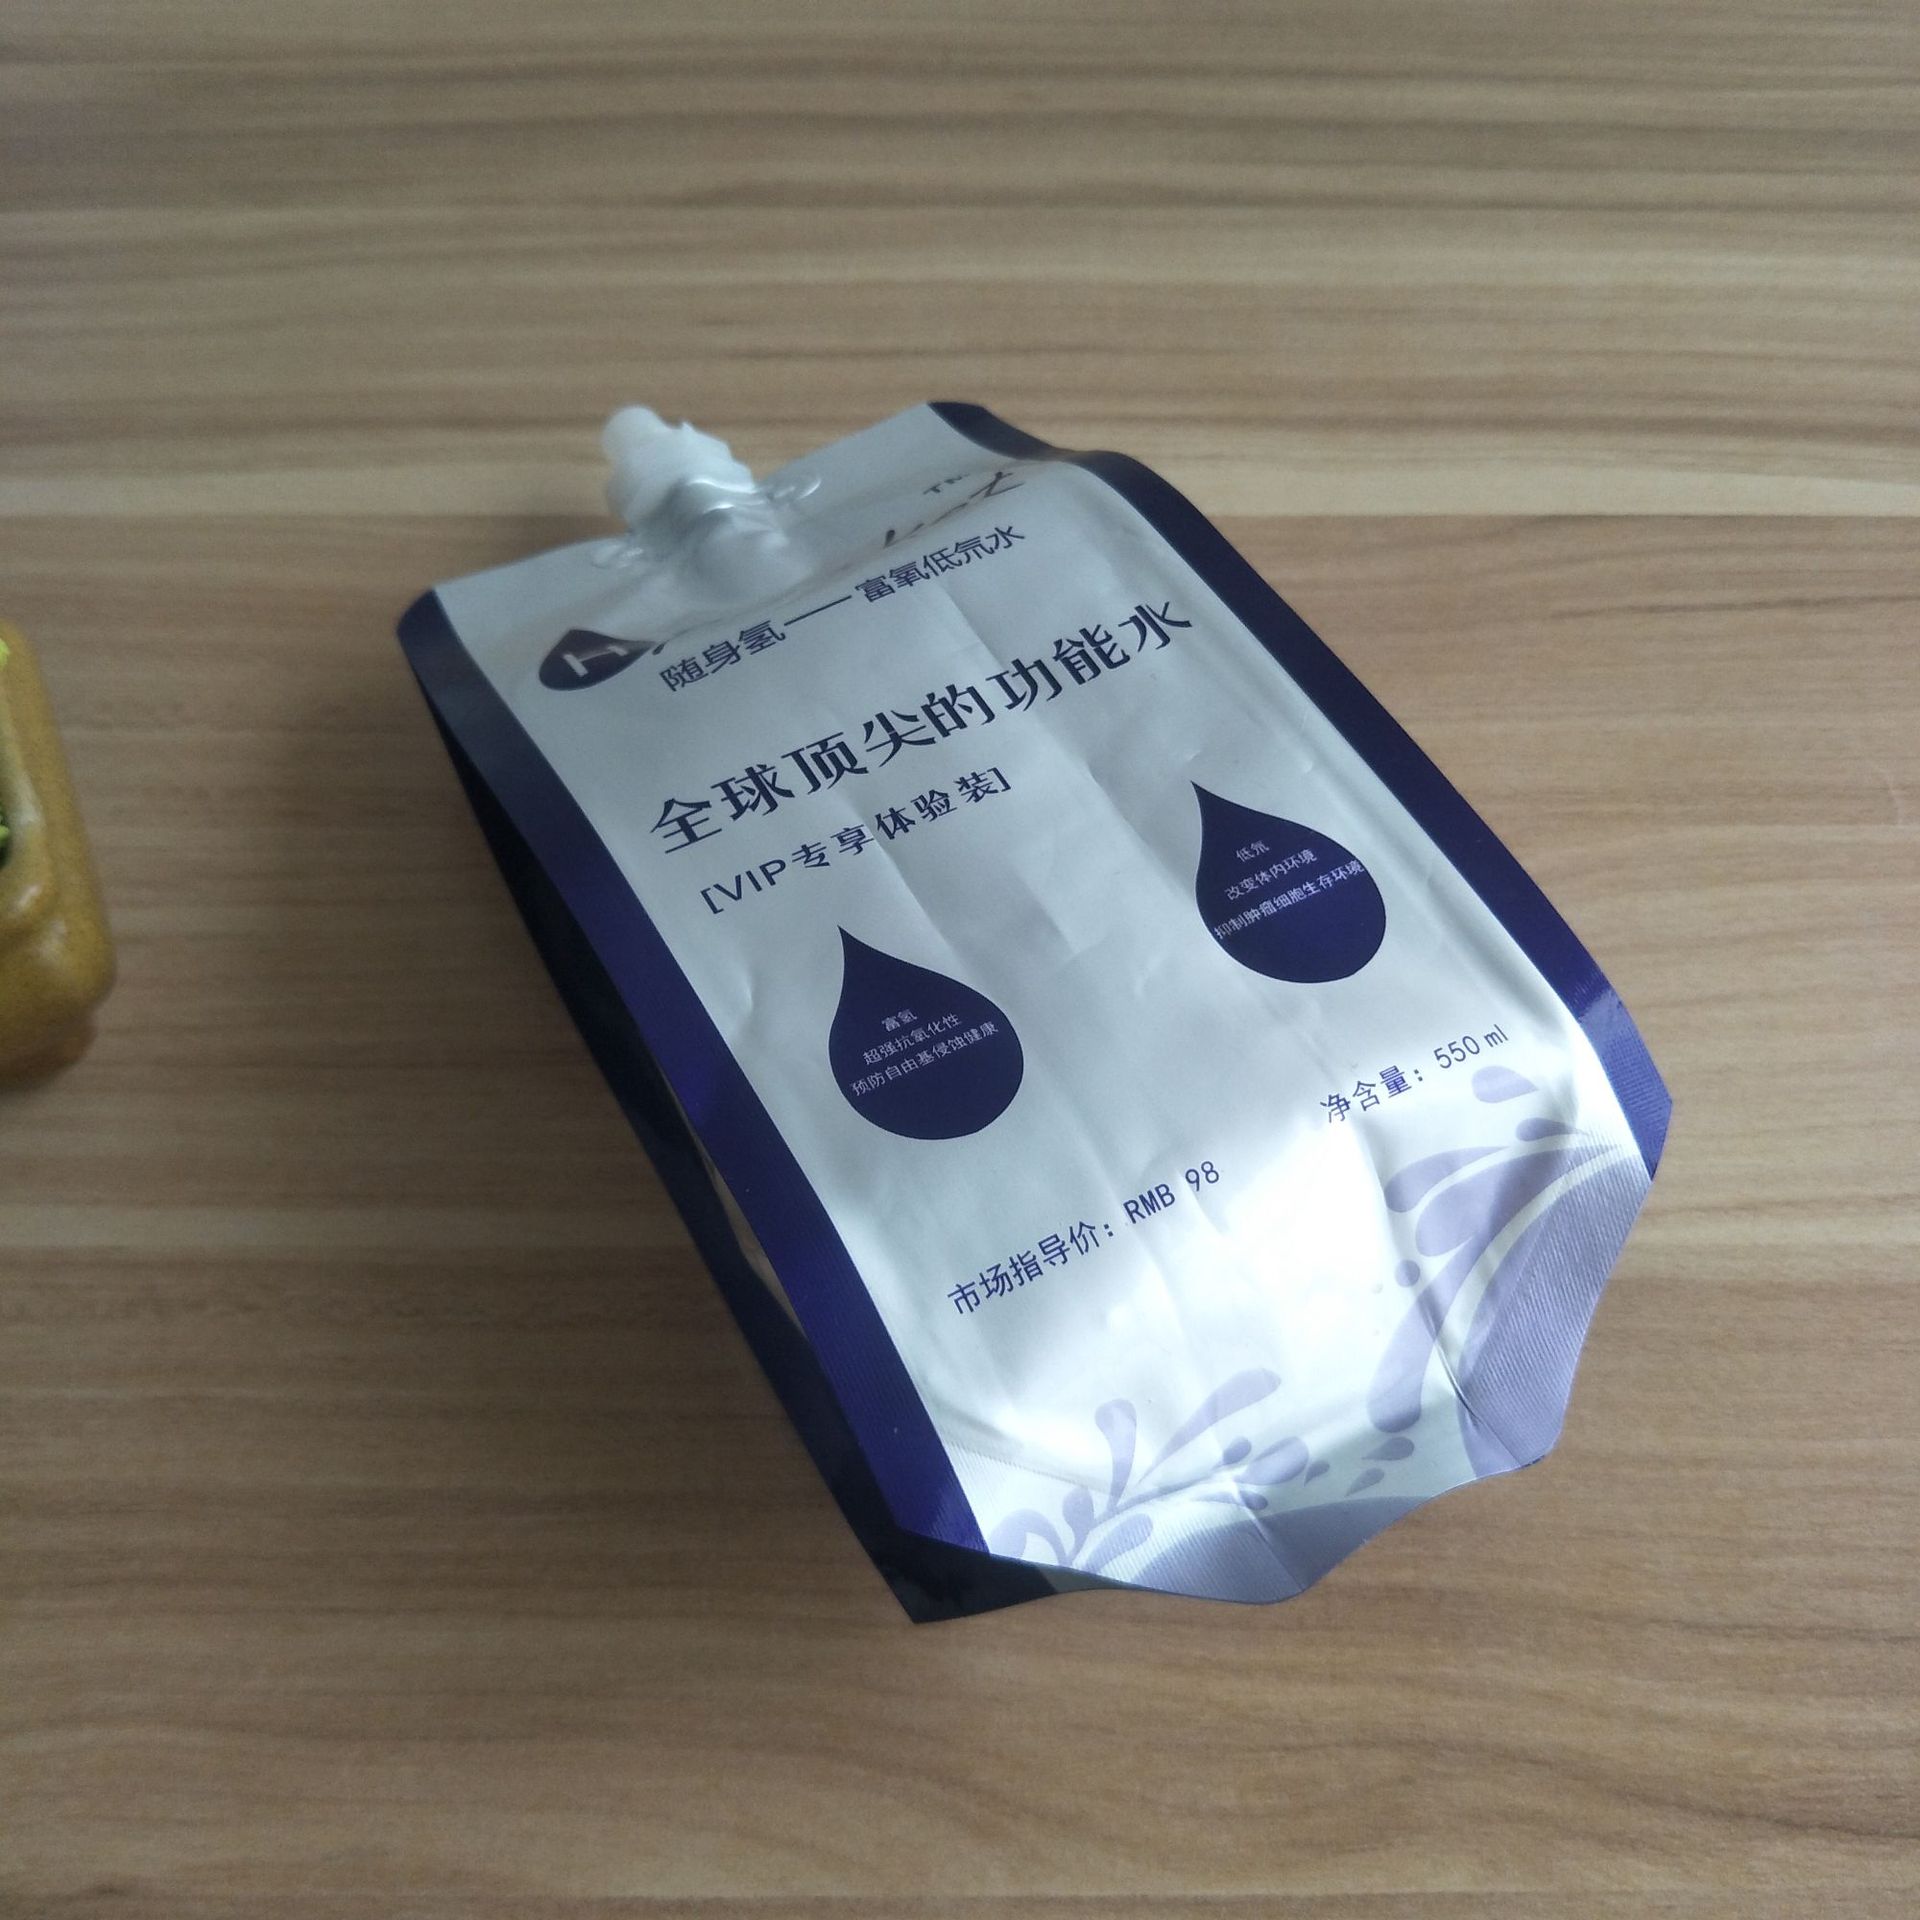 TM
H
随身氢——富氧低氘水
全球顶尖的功能水
[VIP专享体验装]
低氘
改变体内环境
抑制肿瘤细胞生存环境
富氢
超强抗氧化性
预防自由基侵蚀健康
净含量：550 ml
市场指导价：RMB 98